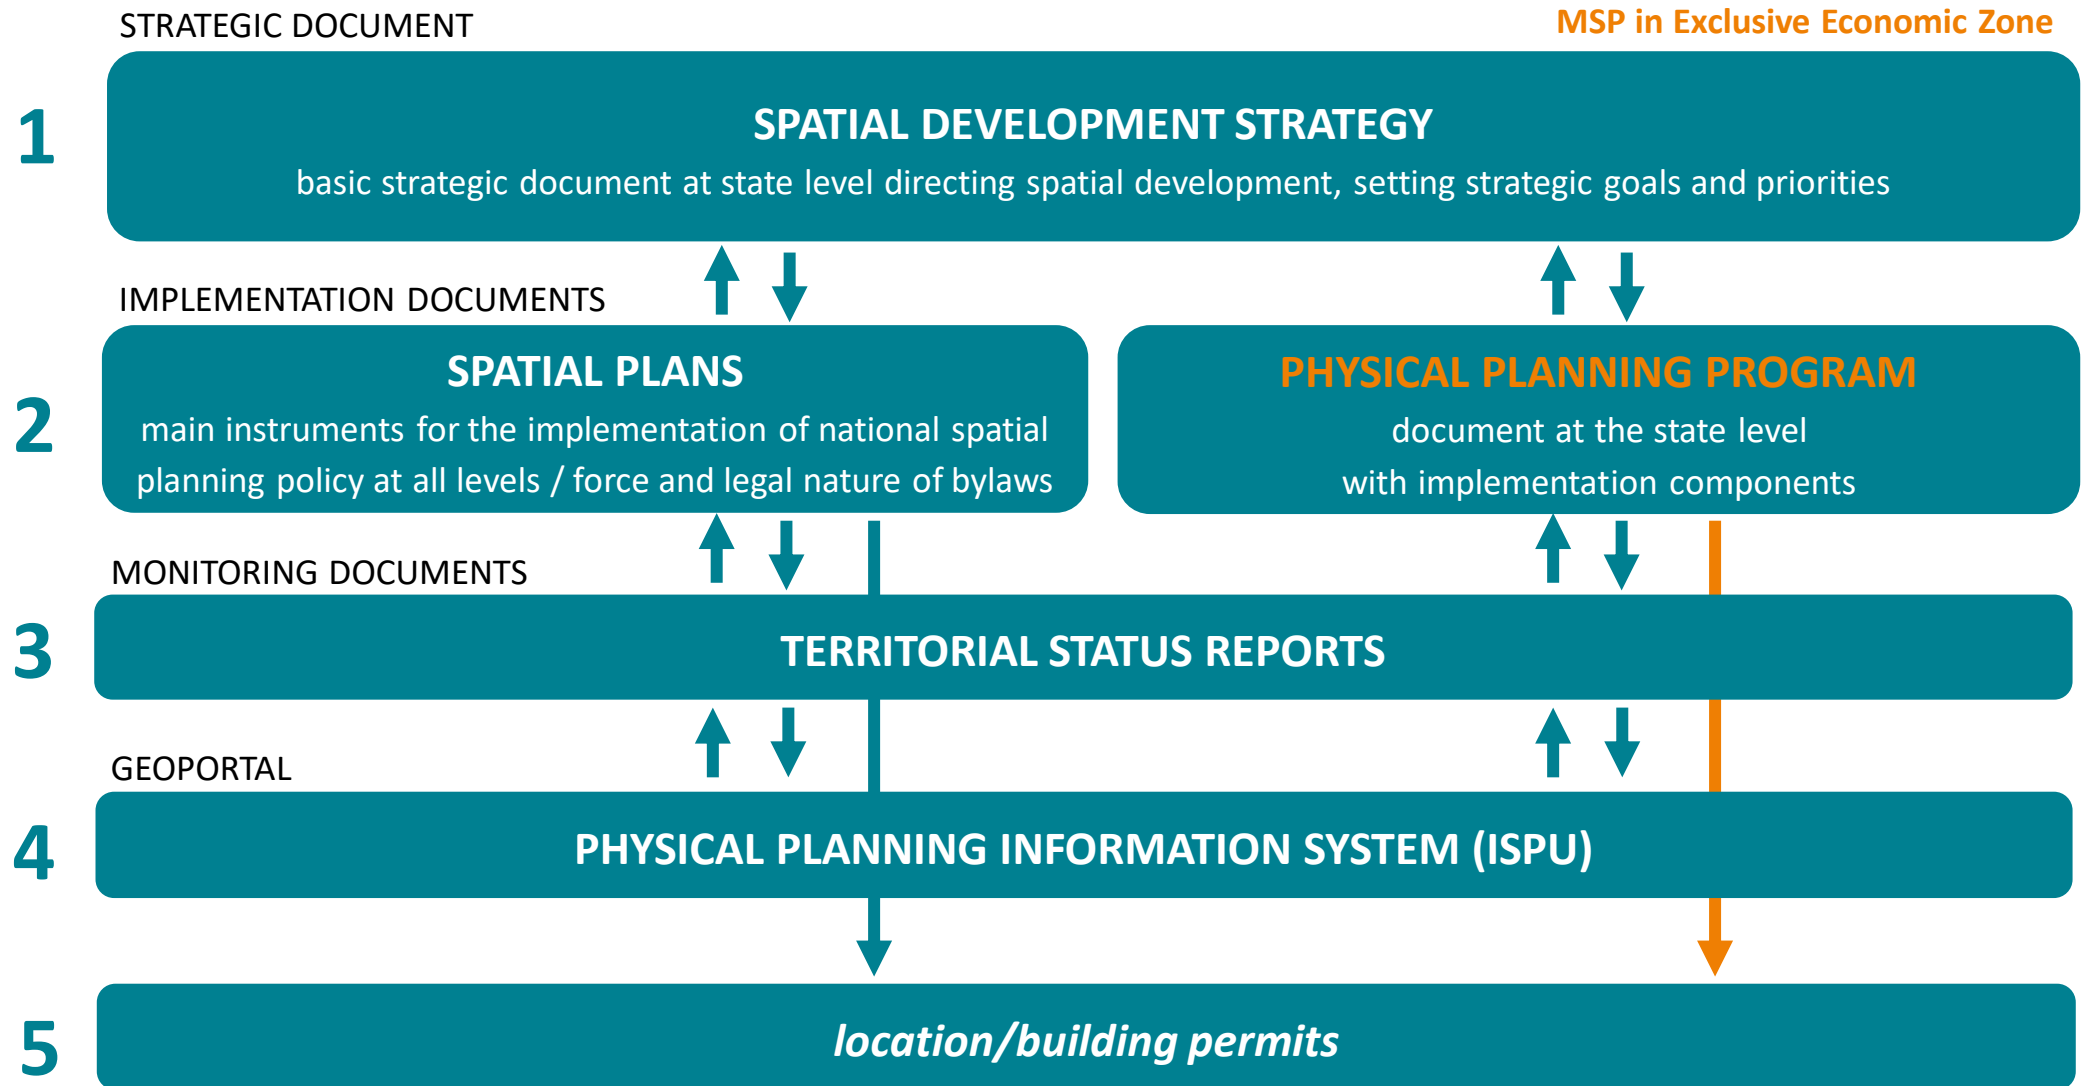 STRATEGIC DOCUMENT
MSP in Exclusive Economic Zone
1
SPATIAL DEVELOPMENT STRATEGY
basic strategic document at state level directing spatial development, setting strategic goals and priorities
IMPLEMENTATION DOCUMENTS
2
SPATIAL PLANS
main instruments for the implementation of national spatial
planning policy at all levels / force and legal nature of bylaws
PHYSICAL PLANNING PROGRAM
document at the state level
with implementation components
MONITORING DOCUMENTS
3
TERRITORIAL STATUS REPORTS
GEOPORTAL
4
PHYSICAL PLANNING INFORMATION SYSTEM (ISPU)
5
location/building permits